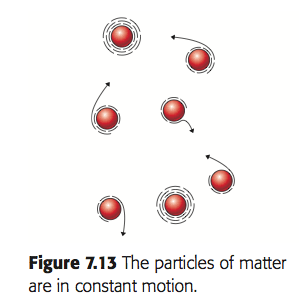 Figure 7.13 The particles of matter
are in constant motion.